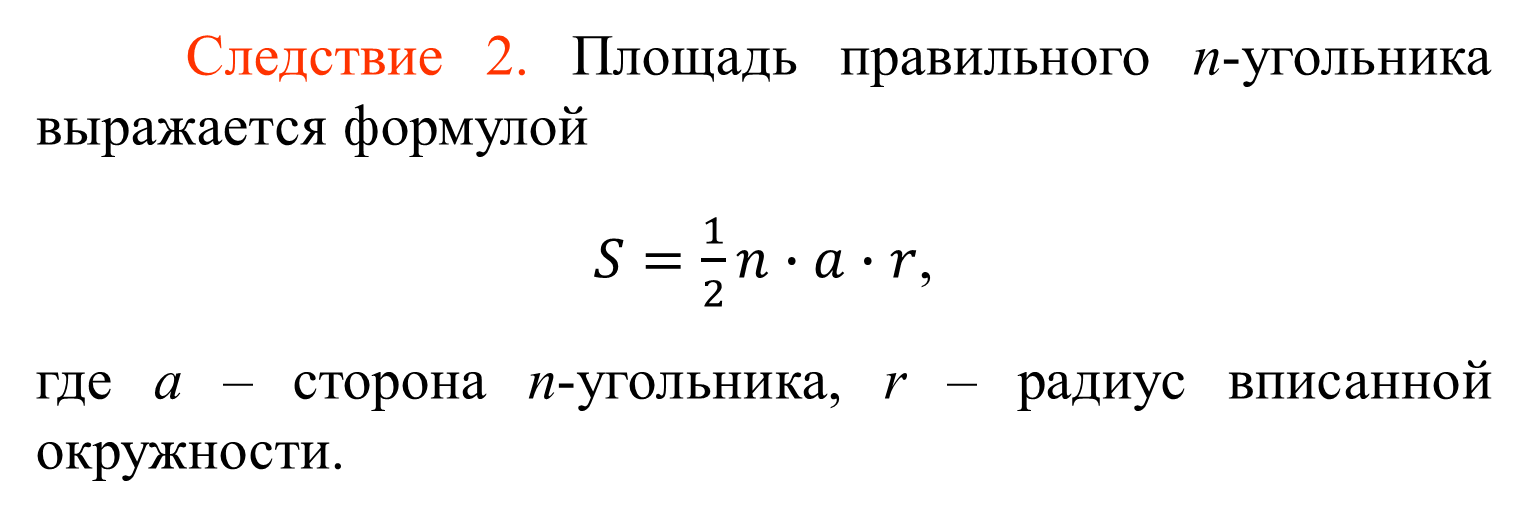 Следствие 2. Площадь правильного n-угольника
выражается формулой
S = 1/2 n · a · r,
где a – сторона n-угольника, r – радиус вписанной
окружности.